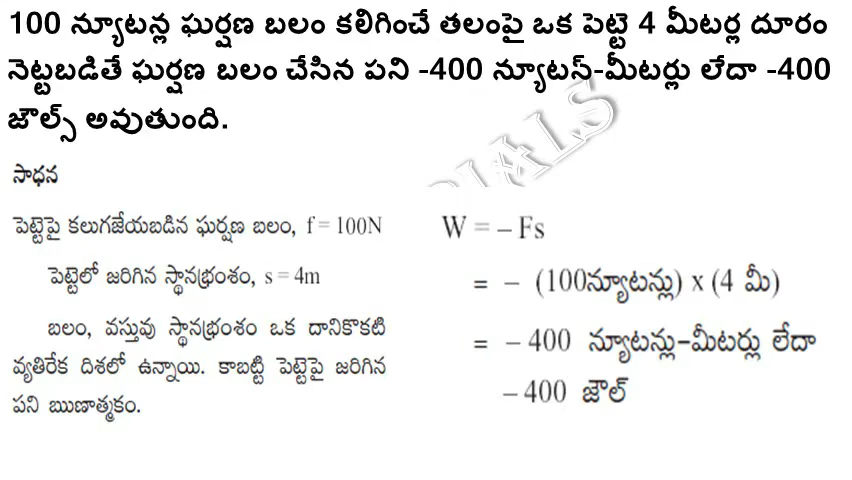 100 న్యూటన్ల ఘర్షణ బలం కలిగించే తలంపై ఒక పెట్టె 4 మీటర్ల దూరం
నెట్టబడితే ఘర్షణ బలం చేసిన పని -400 న్యూటస్-మీటర్లు లేదా -400
జౌల్స్ అవుతుంది.
సాధన
పెట్టెపై కలుగజేయబడిన ఘర్షణ బలం, f = 100N
పెట్టెలో జరిగిన స్థానభ్రంశం, s = 4m
బలం, వస్తువు స్థానభ్రంశం ఒక దానికొకటి
వ్యతిరేక దిశలో ఉన్నాయి. కాబట్టి పెట్టెపై జరిగిన
పని ఋణాత్మకం.
W = – Fs
= – (100న్యూటన్లు) x (4 మీ)
= – 400 న్యూటన్లు–మీటర్లు లేదా
– 400 జౌల్